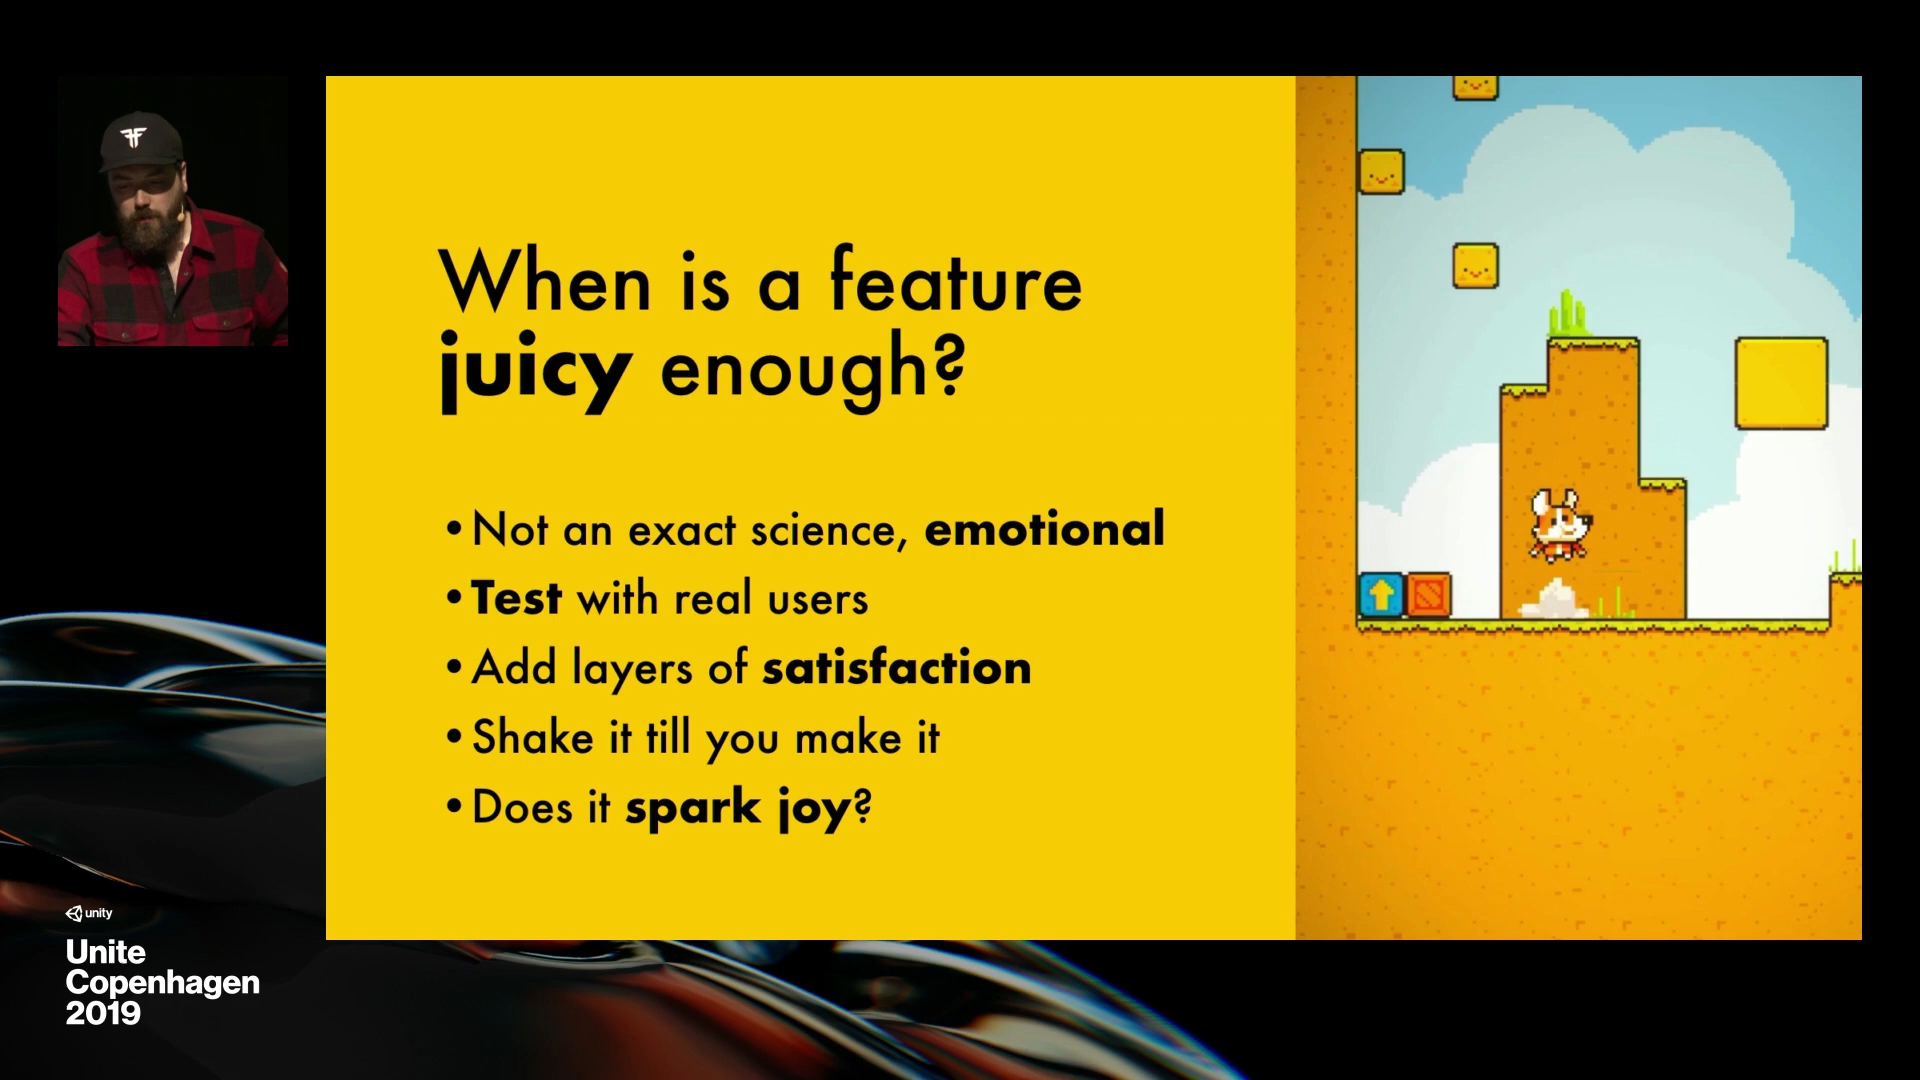 When is a feature
juicy enough?
•Not an exact science, emotional
•Test with real users
•Add layers of satisfaction
•Shake it till you make it
•Does it spark joy?
unity
Unite
Copenhagen
2019